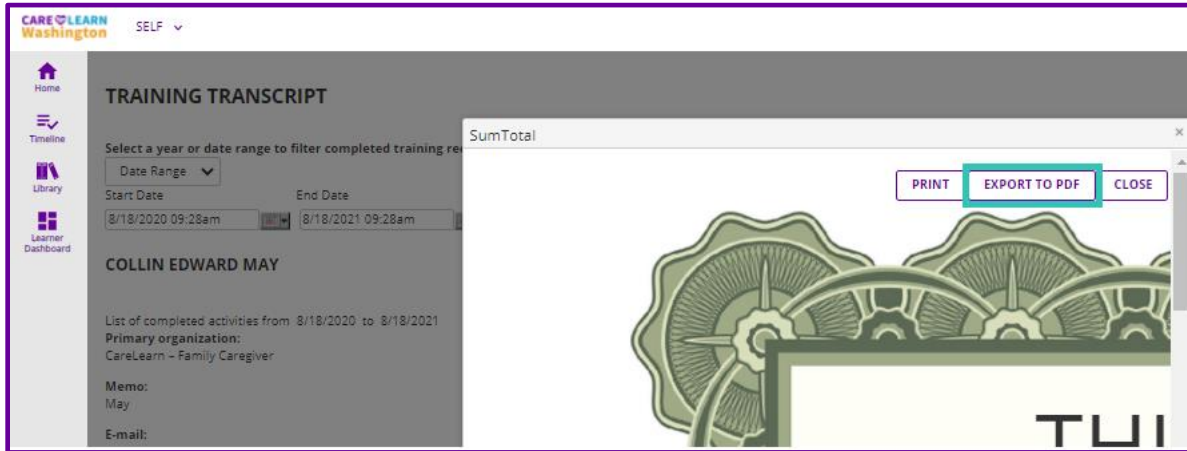 CARE LEARN
Washington
SELF
Home
Timeline
Library
Learner
Dashboard
TRAINING TRANSCRIPT
Select a year or date range to filter completed training
Date Range
Start Date End Date
8/18/2020 09:28am 8/18/2021 09:28am
COLLIN EDWARD MAY
List of completed activities from 8/18/2020 to 8/18/2021
Primary organization:
CareLearn – Family Caregiver
Memo:
May
E-mail:
SumTotal
PRINT EXPORT TO PDF CLOSE